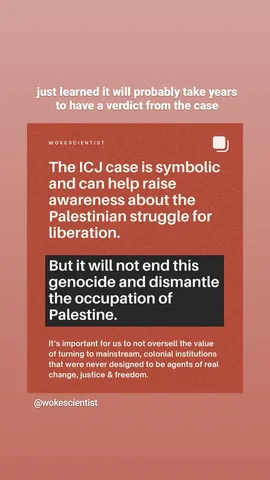 just learned it will probably take years
to have a verdict from the case
WOKESCIENTIST
The ICJ case is symbolic
and can help raise
awareness about the
Palestinian struggle for
liberation.
But it will not end this
genocide and dismantle
the occupation of
Palestine.
It's important for us to not oversell the value
of turning to mainstream, colonial institutions
that were never designed to be agents of real
change, justice & freedom.
@wokescientist